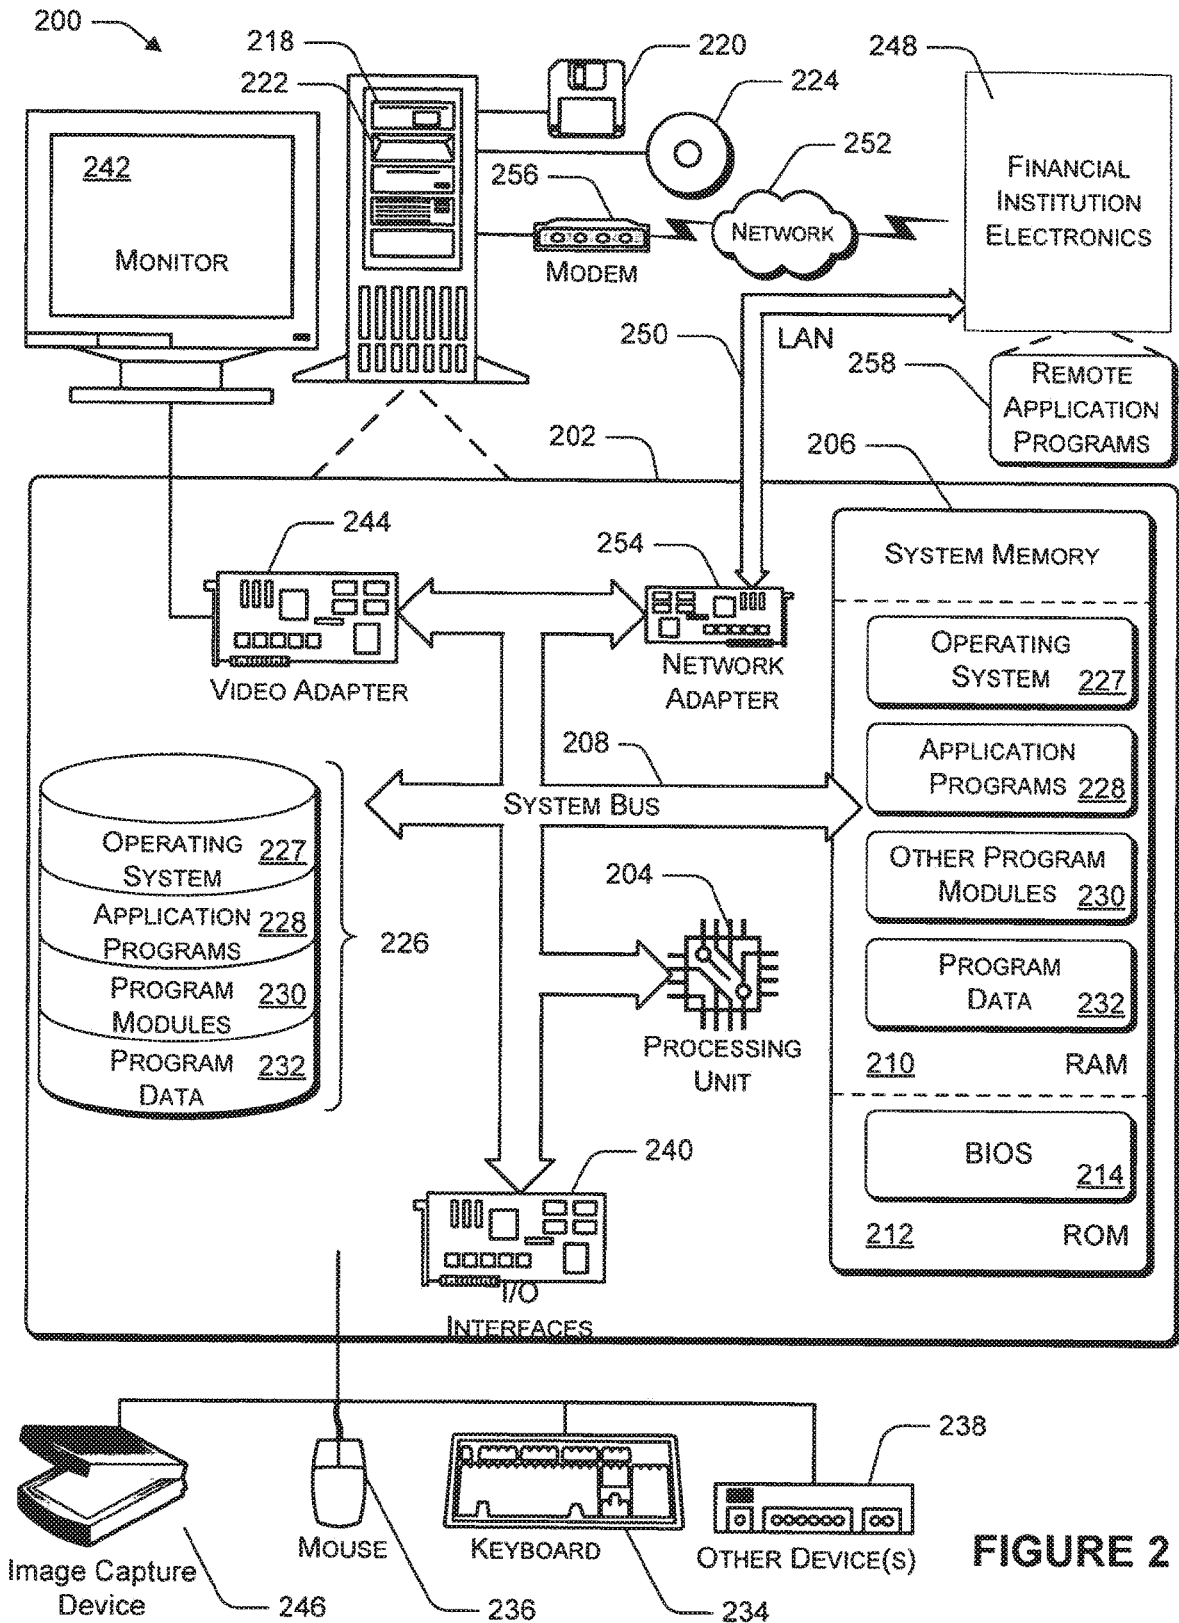 200
218
222
220
224
248
242
MONITOR
256
MODEM
252
NETWORK
FINANCIAL
INSTITUTION
ELECTRONICS
250
LAN
258
REMOTE
APPLICATION
PROGRAMS
202
206
244
VIDEO ADAPTER
254
NETWORK
ADAPTER
SYSTEM MEMORY
OPERATING
SYSTEM 227
APPLICATION
PROGRAMS 228
OTHER PROGRAM
MODULES 230
PROGRAM
DATA 232
210 RAM
BIOS
214
212 ROM
208
SYSTEM BUS
OPERATING
SYSTEM 227
APPLICATION
PROGRAMS 228
PROGRAM
MODULES 230
PROGRAM
DATA 232
226
204
PROCESSING
UNIT
240
I/O
INTERFACES
Image Capture
Device
246
MOUSE
236
KEYBOARD
234
238
OTHER DEVICE(S)
FIGURE 2